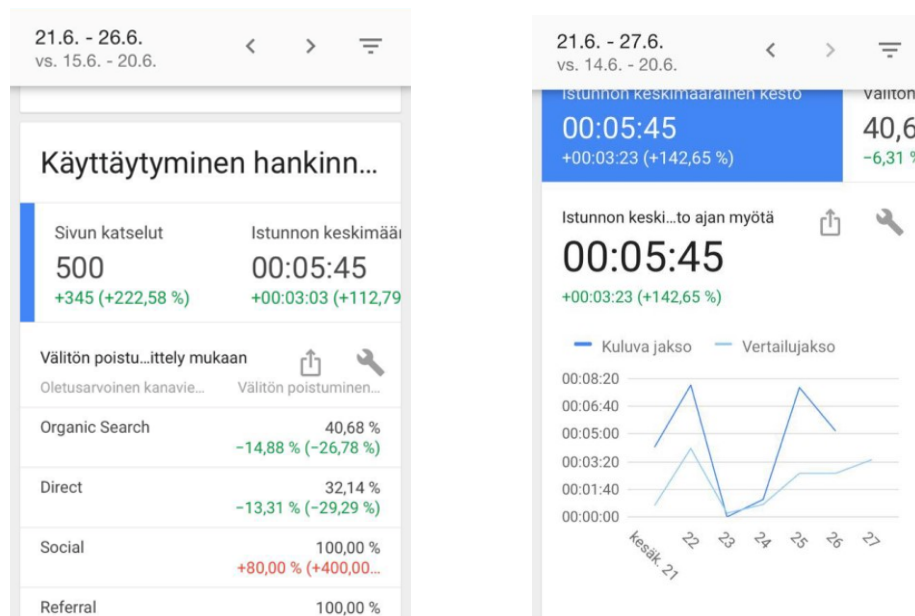 21.6. - 26.6.
vs. 15.6. - 20.6.
Käyttäytyminen hankinn...
Sivun katselut
500
+345 (+222,58 %)
Istunnon keskimäär
00:05:45
+00:03:03 (+112,79
Välitön poistu...ittely mukaan
Oletusarvoinen kanavie...
Välitön poistuminen...
Organic Search
40,68 %
−14,88 % (−26,78 %)
Direct
32,14 %
−13,31 % (−29,29 %)
Social
100,00 %
+80,00 % (+400,00...
Referral
100,00 %
21.6. - 27.6.
vs. 14.6. - 20.6.
Istunnon keskimääräinen kesto
00:05:45
+00:03:23 (+142,65 %)
Välitön
40,6
−6,31 %
Istunnon keski...to ajan myötä
00:05:45
+00:03:23 (+142,65 %)
Kuluva jakso
Vertailujakso
00:08:20
00:06:40
00:05:00
00:03:20
00:01:40
00:00:00
kesäk. 21
22
23
24
25
26
27